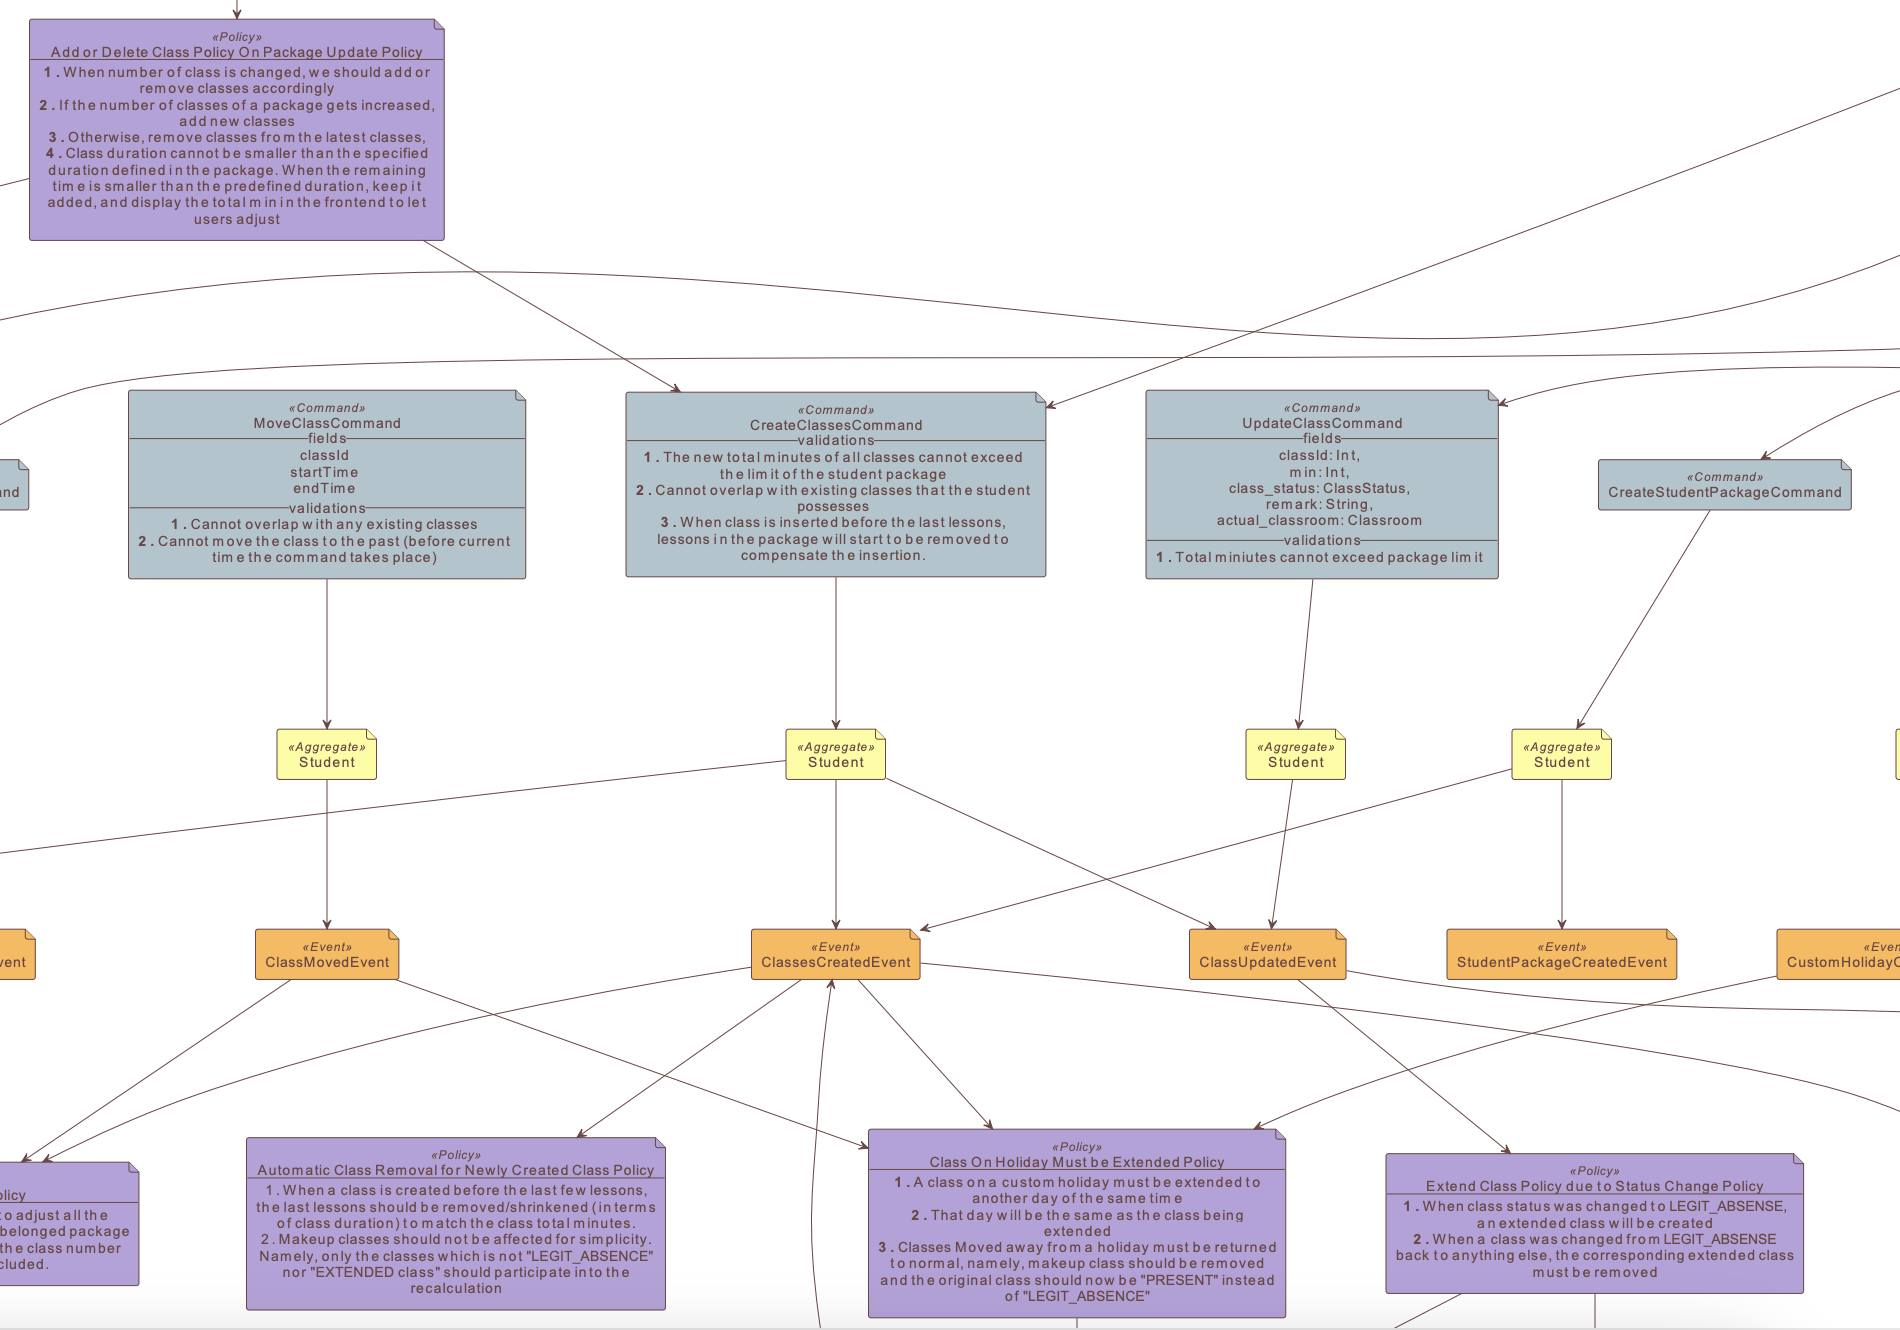 «Policy»
Add or Delete Class Policy On Package Update Policy
1. When number of class is changed, we should add or
remove classes accordingly
2. If the number of classes of a package gets increased,
add new classes
3. Otherwise, remove classes from the latest classes,
4. Class duration cannot be smaller than the specified
duration defined in the package. When the remaining
time is smaller than the predefined duration, keep it
added, and display the total min in the frontend to let
users adjust
and
«Command»
MoveClassCommand
fields
classId
startTime
endTime
validations
1. Cannot overlap with any existing classes
2. Cannot move the class to the past (before current
time the command takes place)
«Command»
CreateClassesCommand
validations
1. The new total minutes of all classes cannot exceed
the limit of the student package
2. Cannot overlap with existing classes that the student
possesses
3. When class is inserted before the last lessons,
lessons in the package will start to be removed to
compensate the insertion.
«Command»
UpdateClassCommand
fields
classId: Int,
min: Int,
class_status: ClassStatus,
remark: String,
actual_classroom: Classroom
validations
1. Total miniutes cannot exceed package limit
«Command»
CreateStudentPackageCommand
«Aggregate»
Student
«Aggregate»
Student
«Aggregate»
Student
«Aggregate»
Student
vent
«Event»
ClassMovedEvent
«Event»
ClassesCreatedEvent
«Event»
ClassUpdatedEvent
«Event»
StudentPackageCreatedEvent
«Even
CustomHolidayC
olicy
to adjust all the
belonged package
the class number
cluded.
«Policy»
Automatic Class Removal for Newly Created Class Policy
1. When a class is created before the last few lessons,
the last lessons should be removed/shrinkened (in terms
of class duration) to match the class total minutes.
2. Makeup classes should not be affected for simplicity.
Namely, only the classes which is not "LEGIT_ABSENCE"
nor "EXTENDED class" should participate into the
recalculation
«Policy»
Class On Holiday Must be Extended Policy
1. A class on a custom holiday must be extended to
another day of the same time
2. That day will be the same as the class being
extended
3. Classes Moved away from a holiday must be returned
to normal, namely, makeup class should be removed
and the original class should now be "PRESENT" instead
of "LEGIT_ABSENCE"
«Policy»
Extend Class Policy due to Status Change Policy
1. When class status was changed to LEGIT_ABSENSE,
an extended class will be created
2. When a class was changed from LEGIT_ABSENSE
back to anything else, the corresponding extended class
must be removed